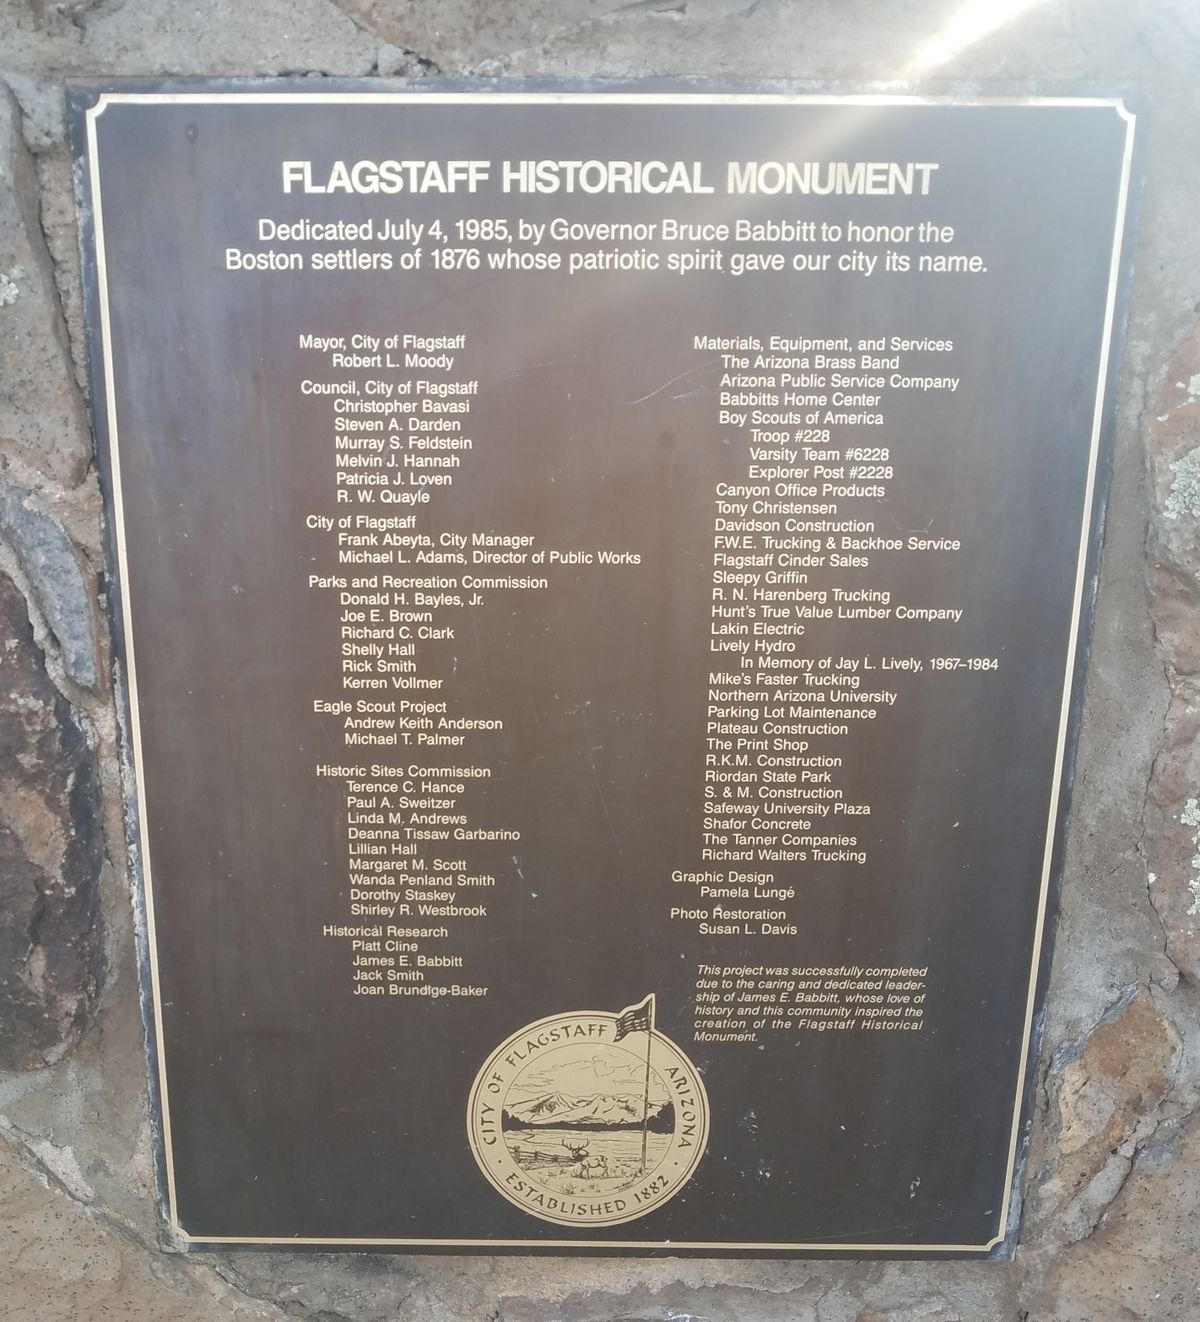 FLAGSTAFF HISTORICAL MONUMENT
Dedicated July 4, 1985, by Governor Bruce Babbitt to honor the
Boston settlers of 1876 whose patriotic spirit gave our city its name.
Mayor, City of Flagstaff
Robert L. Moody
Council, City of Flagstaff
Christopher Bavasi
Steven A. Darden
Murray S. Feldstein
Melvin J. Hannah
Patricia J. Loven
R. W. Quayle
City of Flagstaff
Frank Abeyta, City Manager
Michael L. Adams, Director of Public Works
Parks and Recreation Commission
Donald H. Bayles, Jr.
Joe E. Brown
Richard C. Clark
Shelly Hall
Rick Smith
Kerren Vollmer
Eagle Scout Project
Andrew Keith Anderson
Michael T. Palmer
Historic Sites Commission
Terence C. Hance
Paul A. Sweitzer
Linda M. Andrews
Deanna Tissaw Garbarino
Lillian Hall
Margaret M. Scott
Wanda Penland Smith
Dorothy Staskey
Shirley R. Westbrook
Historical Research
Platt Cline
James E. Babbitt
Jack Smith
Joan Brundige-Baker
Materials, Equipment, and Services
The Arizona Brass Band
Arizona Public Service Company
Babbitts Home Center
Boy Scouts of America
Troop #228
Varsity Team #6228
Explorer Post #2228
Canyon Office Products
Tony Christensen
Davidson Construction
F.W.E. Trucking & Backhoe Service
Flagstaff Cinder Sales
Sleepy Griffin
R. N. Harenberg Trucking
Hunt's True Value Lumber Company
Lakin Electric
Lively Hydro
In Memory of Jay L. Lively, 1967–1984
Mike's Faster Trucking
Northern Arizona University
Parking Lot Maintenance
Plateau Construction
The Print Shop
R.K.M. Construction
Riordan State Park
S. & M. Construction
Safeway University Plaza
Shafor Concrete
The Tanner Companies
Richard Walters Trucking
Graphic Design
Pamela Lungé
Photo Restoration
Susan L. Davis
This project was successfully completed
due to the caring and dedicated leader-
ship of James E. Babbitt, whose love of
history and this community inspired the
creation of the Flagstaff Historical
Monument.
CITY OF FLAGSTAFF ARIZONA
ESTABLISHED 1882